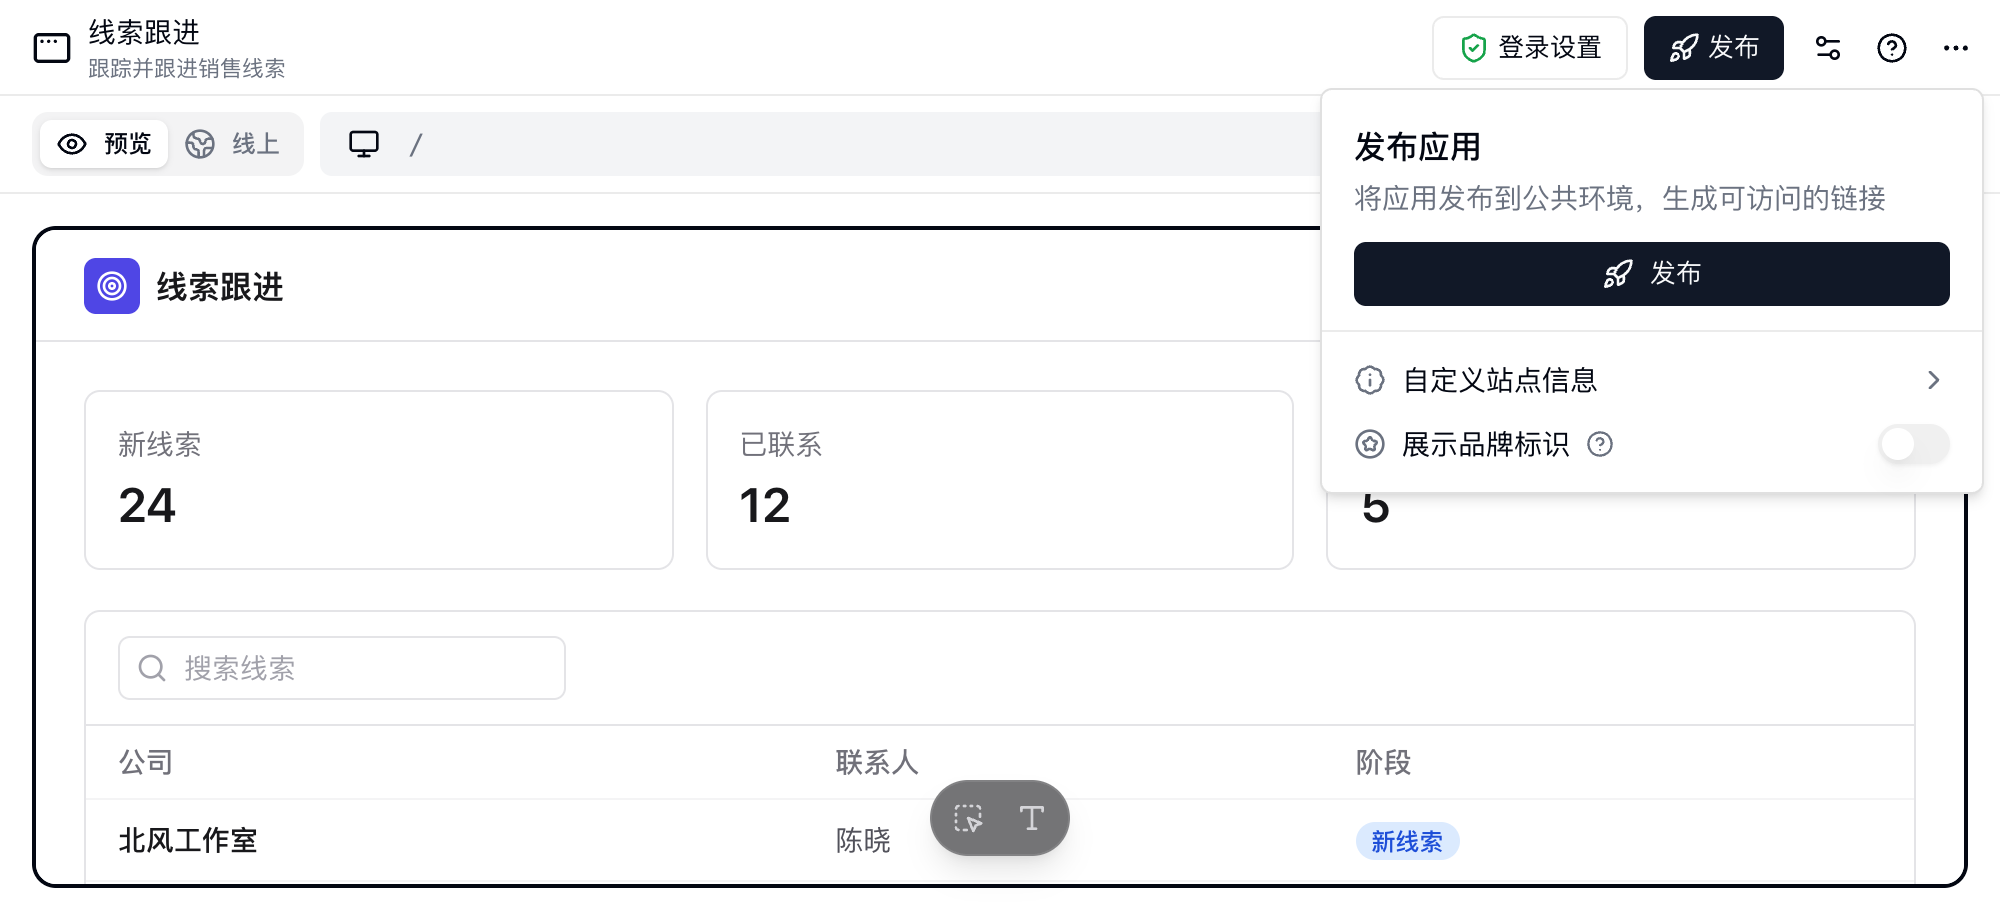 线索跟进
跟踪并跟进销售线索
登录设置
发布
预览
线上
/
发布应用
将应用发布到公共环境，生成可访问的链接
发布
自定义站点信息
展示品牌标识
线索跟进
新线索
24
已联系
12
5
搜索线索
公司
联系人
阶段
北风工作室
陈晓
新线索